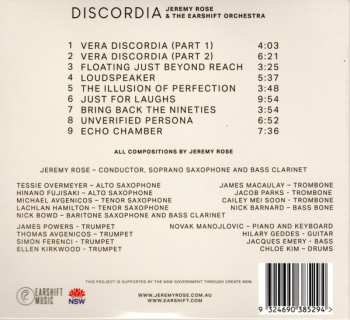 DISCORDIA JEREMY ROSE
& THE EARSHIFT ORCHESTRA
1 VERA DISCORDIA (PART 1) 4:03
2 VERA DISCORDIA (PART 2) 6:21
3 FLOATING JUST BEYOND REACH 3:25
4 LOUDSPEAKER 5:37
5 THE ILLUSION OF PERFECTION 3:48
6 JUST FOR LAUGHS 9:54
7 BRING BACK THE NINETIES 9:54
8 UNVERIFIED PERSONA 6:52
9 ECHO CHAMBER 7:36
ALL COMPOSITIONS BY JEREMY ROSE
JEREMY ROSE – CONDUCTOR, SOPRANO SAXOPHONE AND BASS CLARINET
TESSIE OVERMEYER – ALTO SAXOPHONE
HINANO FUJISAKI – ALTO SAXOPHONE
MICHAEL AVGENICOS – TENOR SAXOPHONE
LACHLAN HAMILTON – TENOR SAXOPHONE
NICK BOWD – BARITONE SAXOPHONE AND BASS CLARINET
JAMES MACAULAY – TROMBONE
JACOB PARKS – TROMBONE
CAILEY MEI SOON – TROMBONE
NICK BARNARD – BASS BONE
JAMES POWERS – TRUMPET
THOMAS AVGENICOS – TRUMPET
SIMON FERENCI – TRUMPET
ELLEN KIRKWOOD – TRUMPET
NOVAK MANOJLOVIC – PIANO AND KEYBOARD
HILARY GEDDES – GUITAR
JACQUES EMERY – BASS
CHLOE KIM – DRUMS
THIS PROJECT IS SUPPORTED BY THE NSW GOVERNMENT THROUGH CREATE NSW.
EARSHIFT
MUSIC
NSW
WWW.JEREMYROSE.COM.AU
WWW.EARSHIFT.COM
9 324690 385294 >